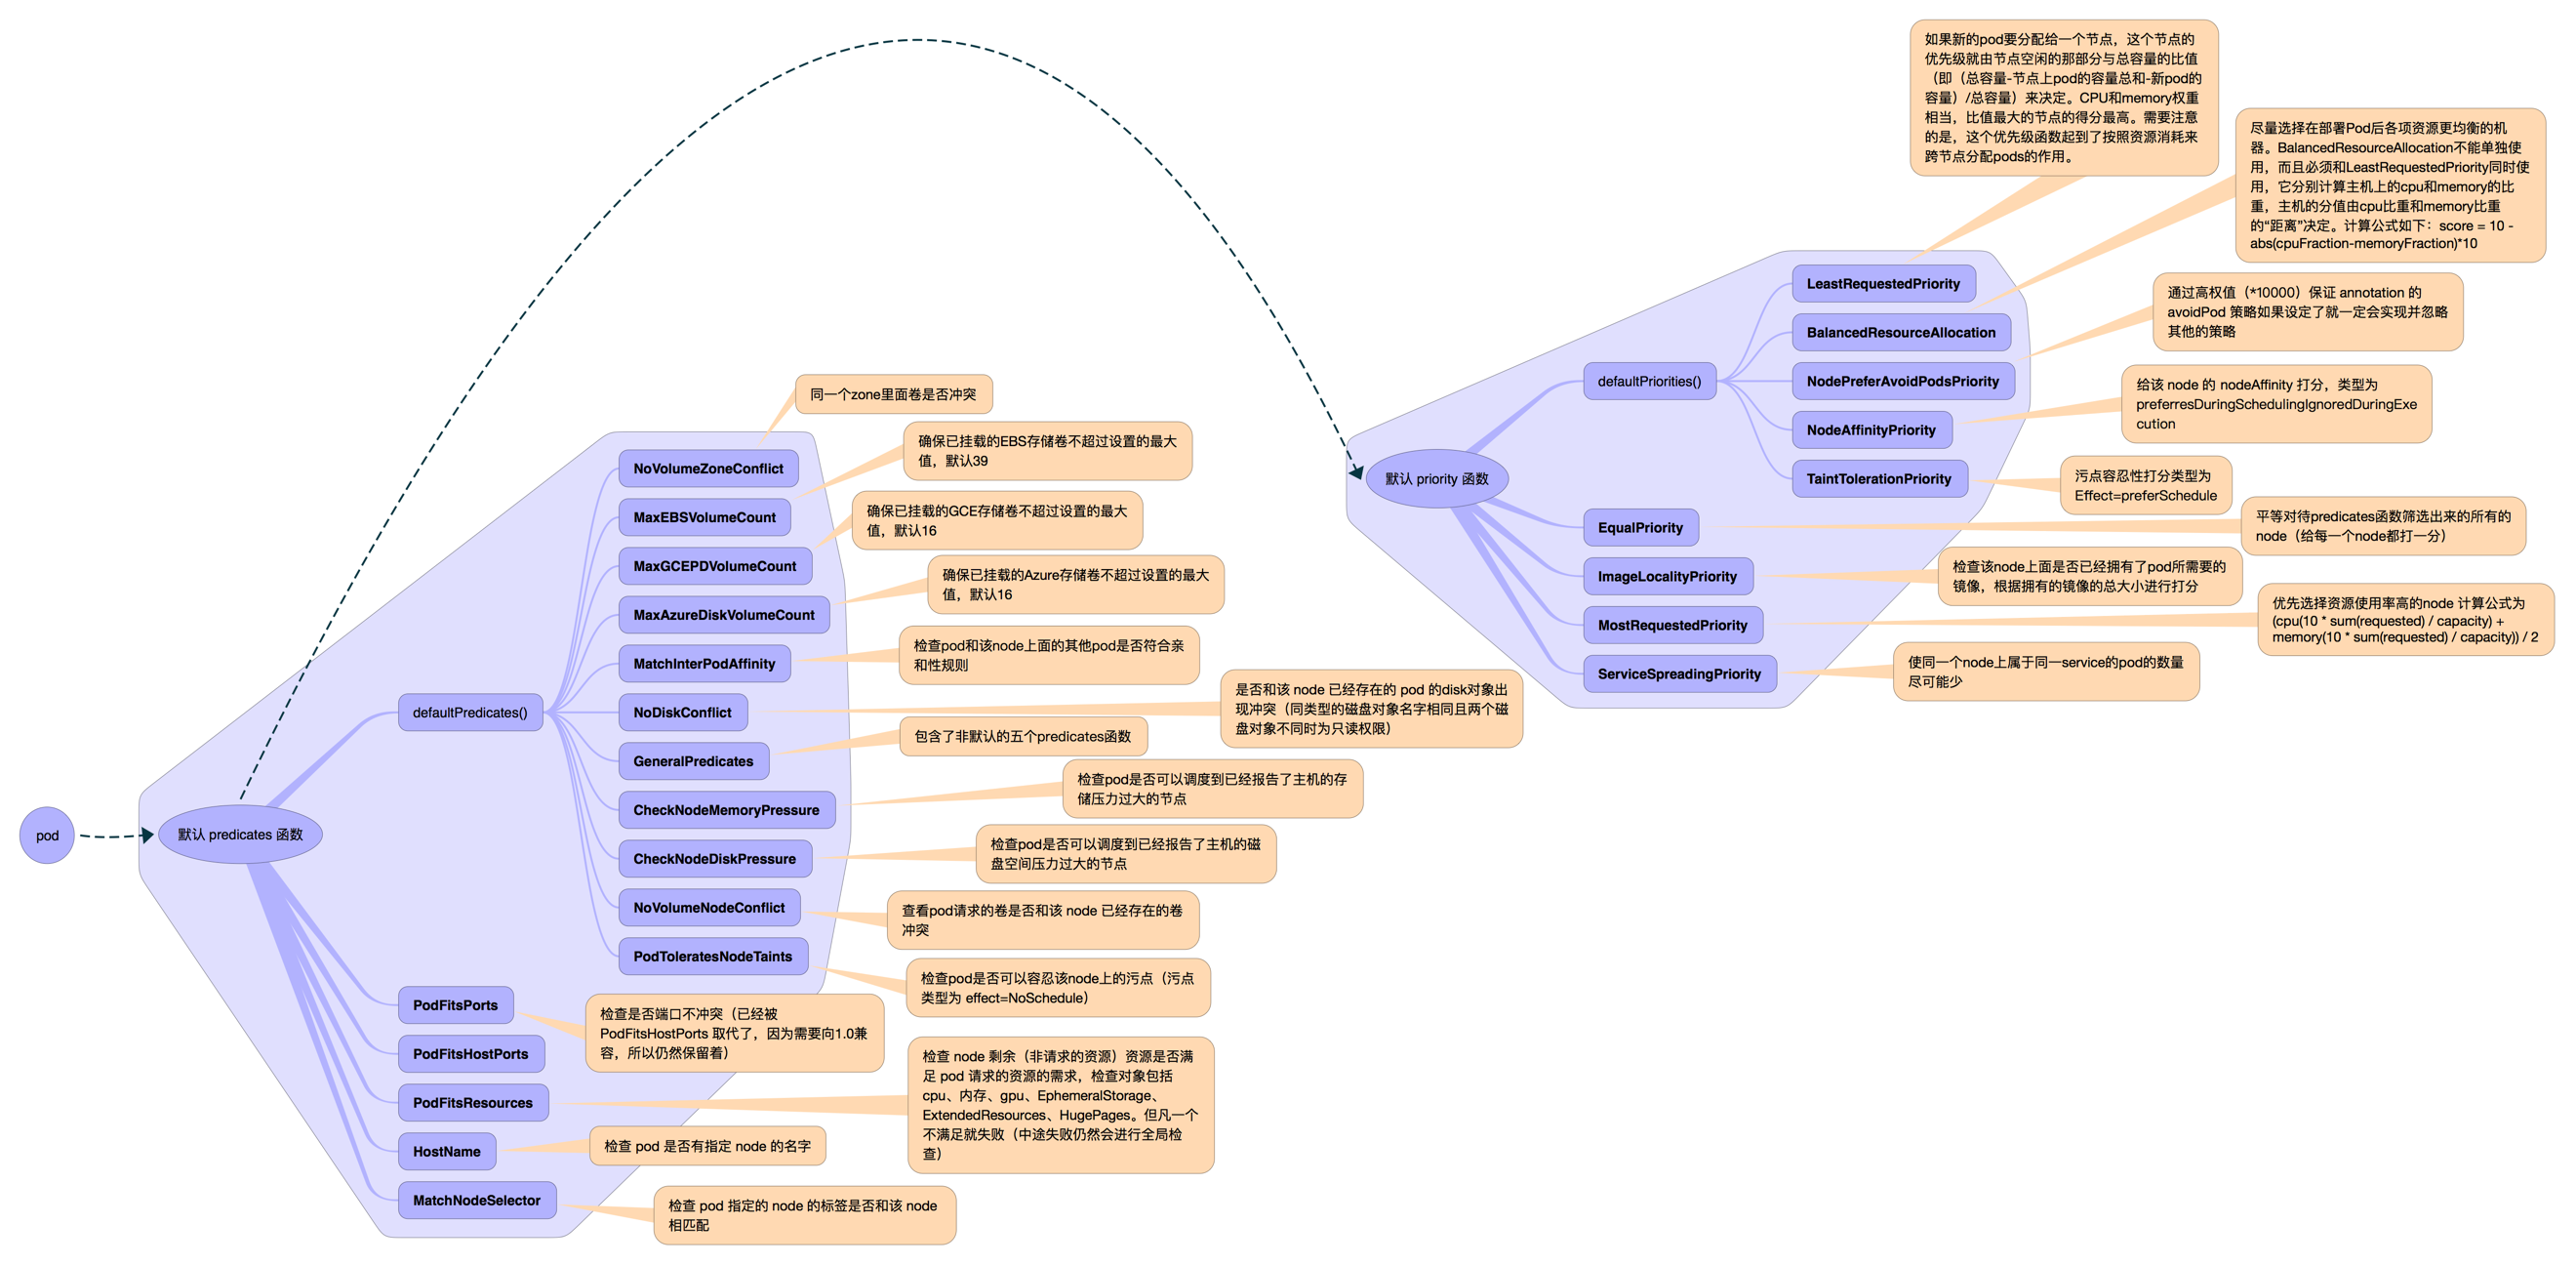 pod
默认 predicates 函数
defaultPredicates()
NoVolumeZoneConflict
同一个zone里面卷是否冲突
MaxEBSVolumeCount
确保已挂载的EBS存储卷不超过设置的最大
值，默认39
MaxGCEPDVolumeCount
确保已挂载的GCE存储卷不超过设置的最大
值，默认16
MaxAzureDiskVolumeCount
确保已挂载的Azure存储卷不超过设置的最大
值，默认16
MatchInterPodAffinity
检查pod和该node上面的其他pod是否符合亲
和性规则
NoDiskConflict
是否和该 node 已经存在的 pod 的disk对象出
现冲突（同类型的磁盘对象名字相同且两个磁
盘对象不同时为只读权限）
GeneralPredicates
包含了非默认的五个predicates函数
CheckNodeMemoryPressure
检查pod是否可以调度到已经报告了主机的存
储压力过大的节点
CheckNodeDiskPressure
检查pod是否可以调度到已经报告了主机的磁
盘空间压力过大的节点
NoVolumeNodeConflict
查看pod请求的卷是否和该 node 已经存在的卷
冲突
PodToleratesNodeTaints
检查pod是否可以容忍该node上的污点（污点
类型为 effect=NoSchedule）
PodFitsPorts
检查是否端口不冲突（已经被
PodFitsHostPorts 取代了，因为需要向1.0兼
容，所以仍然保留着）
PodFitsHostPorts
PodFitsResources
检查 node 剩余（非请求的资源）资源是否满
足 pod 请求的资源的需求，检查对象包括
cpu、内存、gpu、EphemeralStorage、
ExtendedResources、HugePages。但凡一个
不满足就失败（中途失败仍然会进行全局检
查）
HostName
检查 pod 是否有指定 node 的名字
MatchNodeSelector
检查 pod 指定的 node 的标签是否和该 node
相匹配
默认 priority 函数
defaultPriorities()
LeastRequestedPriority
如果新的pod要分配给一个节点，这个节点的
优先级就由节点空闲的那部分与总容量的比值
（即（总容量-节点上pod的容量总和-新pod的
容量）/总容量）来决定。CPU和memory权重
相当，比值最大的节点的得分最高。需要注意
的是，这个优先级函数起到了按照资源消耗来
跨节点分配pods的作用。
BalancedResourceAllocation
尽量选择在部署Pod后各项资源更均衡的机
器。BalancedResourceAllocation不能单独使
用，而且必须和LeastRequestedPriority同时使
用，它分别计算主机上的cpu和memory的比
重，主机的分值由cpu比重和memory比重
的“距离”决定。计算公式如下：score = 10 -
abs(cpuFraction-memoryFraction)*10
NodePreferAvoidPodsPriority
通过高权值（*10000）保证 annotation 的
avoidPod 策略如果设定了就一定会实现并忽略
其他的策略
NodeAffinityPriority
给该 node 的 nodeAffinity 打分，类型为
preferresDuringSchedulingIgnoredDuringExe
cution
TaintTolerationPriority
污点容忍性打分类型为
Effect=preferSchedule
EqualPriority
平等对待predicates函数筛选出来的所有的
node（给每一个node都打一分）
ImageLocalityPriority
检查该node上面是否已经拥有了pod所需要的
镜像，根据拥有的镜像的总大小进行打分
MostRequestedPriority
优先选择资源使用率高的node 计算公式为
(cpu(10 * sum(requested) / capacity) +
memory(10 * sum(requested) / capacity)) / 2
ServiceSpreadingPriority
使同一个node上属于同一service的pod的数量
尽可能少